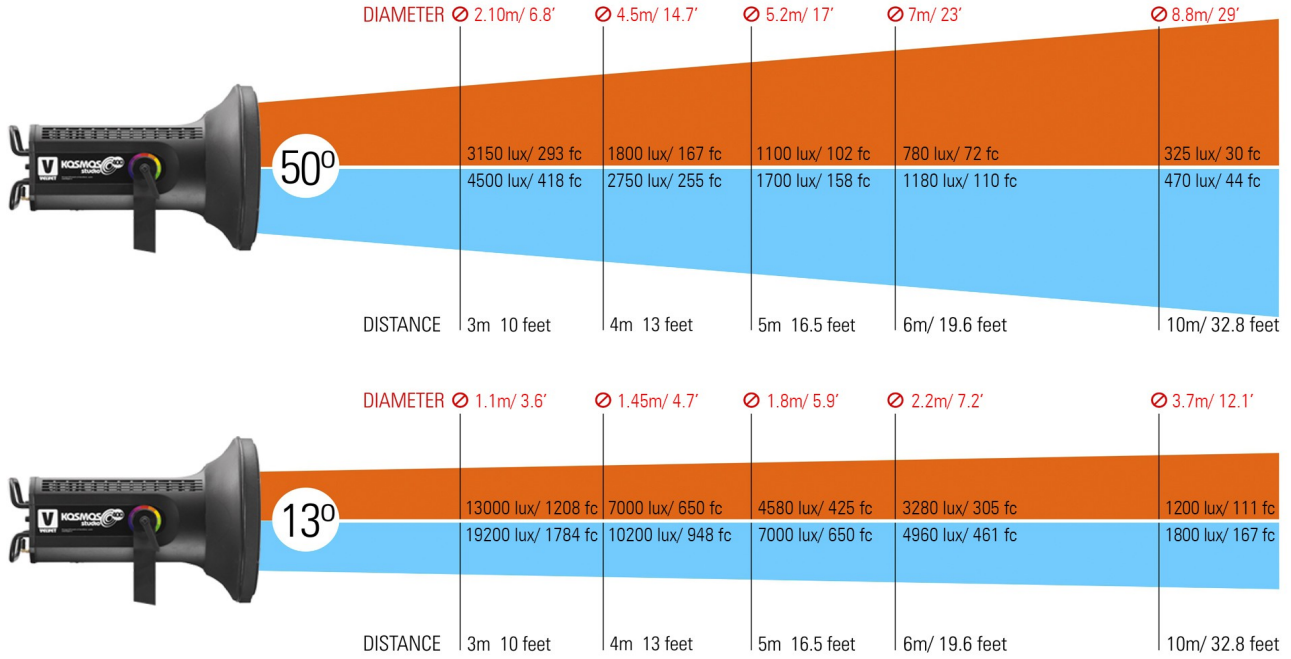 DIAMETER ⌀ 2.10m/ 6.8′ ⌀ 4.5m/ 14.7′ ⌀ 5.2m/ 17′ ⌀ 7m/ 23′ ⌀ 8.8m/ 29′
50º
3150 lux/ 293 fc 1800 lux/ 167 fc 1100 lux/ 102 fc 780 lux/ 72 fc 325 lux/ 30 fc
4500 lux/ 418 fc 2750 lux/ 255 fc 1700 lux/ 158 fc 1180 lux/ 110 fc 470 lux/ 44 fc
V KOSMOS 400
VELVET studio
DISTANCE 3m 10 feet 4m 13 feet 5m 16.5 feet 6m/ 19.6 feet 10m/ 32.8 feet
DIAMETER ⌀ 1.1m/ 3.6′ ⌀ 1.45m/ 4.7′ ⌀ 1.8m/ 5.9′ ⌀ 2.2m/ 7.2′ ⌀ 3.7m/ 12.1′
13º
13000 lux/ 1208 fc 7000 lux/ 650 fc 4580 lux/ 425 fc 3280 lux/ 305 fc 1200 lux/ 111 fc
19200 lux/ 1784 fc 10200 lux/ 948 fc 7000 lux/ 650 fc 4960 lux/ 461 fc 1800 lux/ 167 fc
V KOSMOS 400
VELVET studio
DISTANCE 3m 10 feet 4m 13 feet 5m 16.5 feet 6m/ 19.6 feet 10m/ 32.8 feet